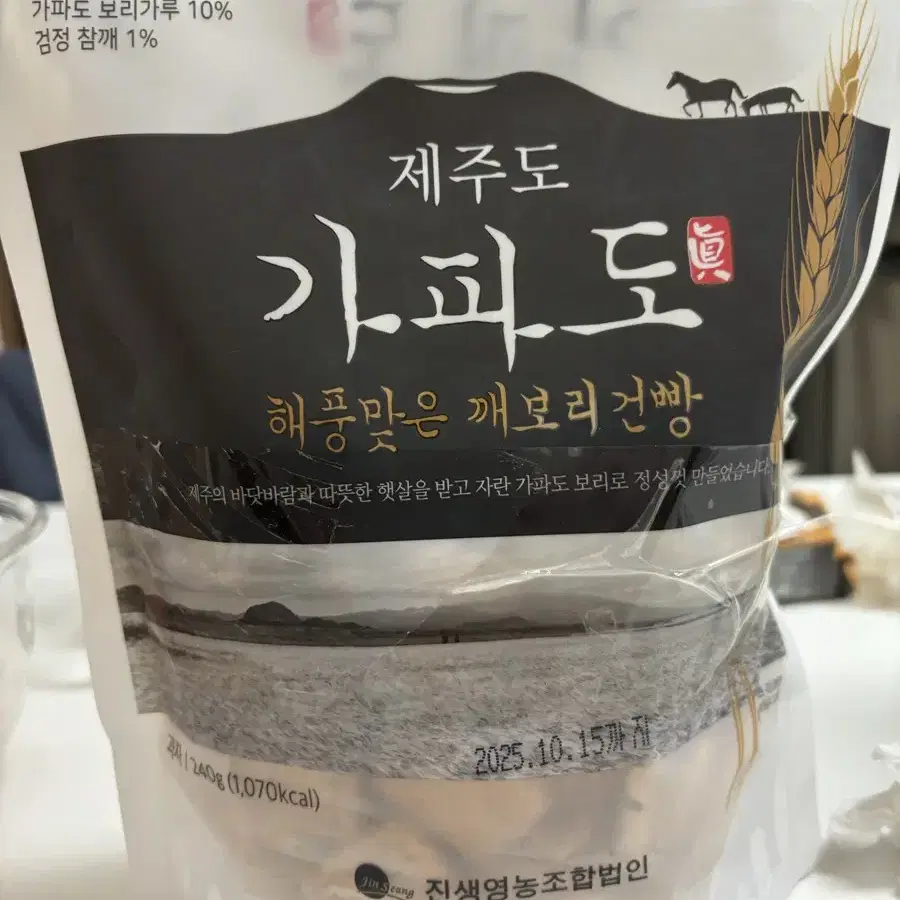 가파도 보리가루 10%
검정 참깨 1%
제주도
가파도
眞
해풍맞은 깨보리건빵
제주의 바닷바람과 따뜻한 햇살을 받고 자란 가파도 보리로 정성껏 만들었습니다.
2025.10.15까지
과자 | 240g (1,070kcal)
Jin Seang 진생영농조합법인